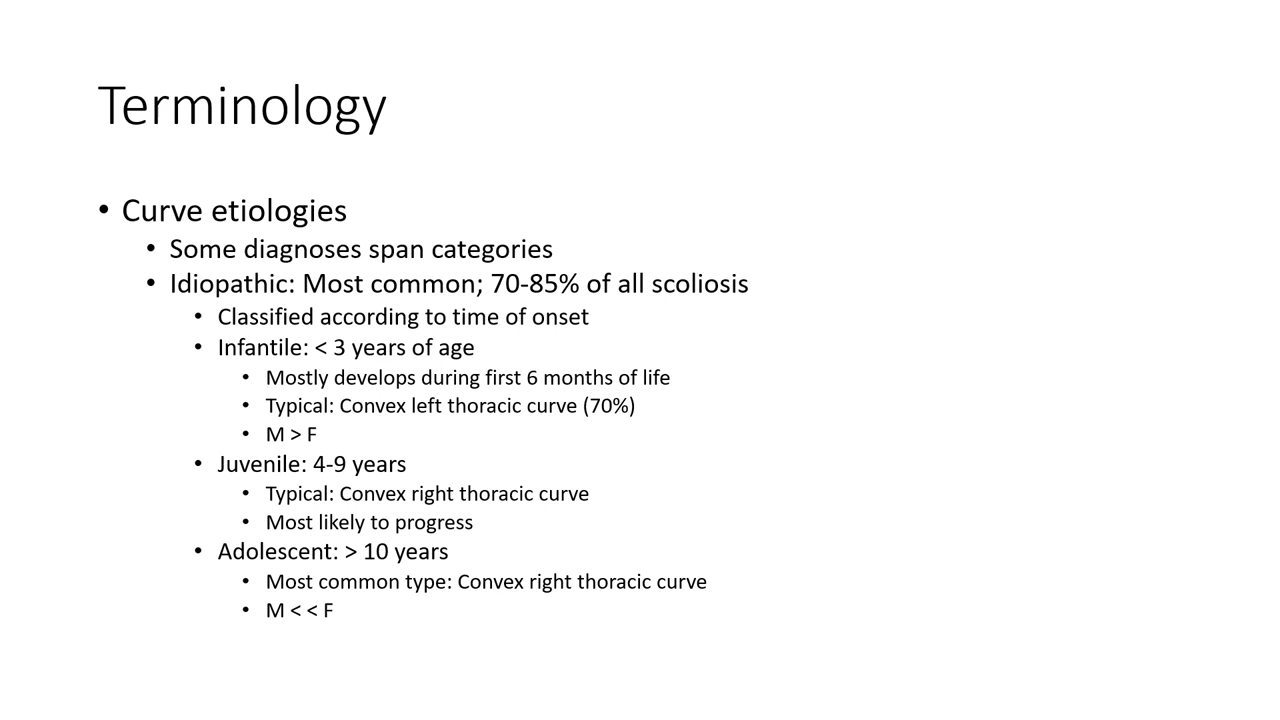 Terminology
• Curve etiologies
• Some diagnoses span categories
• Idiopathic: Most common; 70-85% of all scoliosis
• Classified according to time of onset
• Infantile: < 3 years of age
• Mostly develops during first 6 months of life
• Typical: Convex left thoracic curve (70%)
• M > F
• Juvenile: 4-9 years
• Typical: Convex right thoracic curve
• Most likely to progress
• Adolescent: > 10 years
• Most common type: Convex right thoracic curve
• M < < F